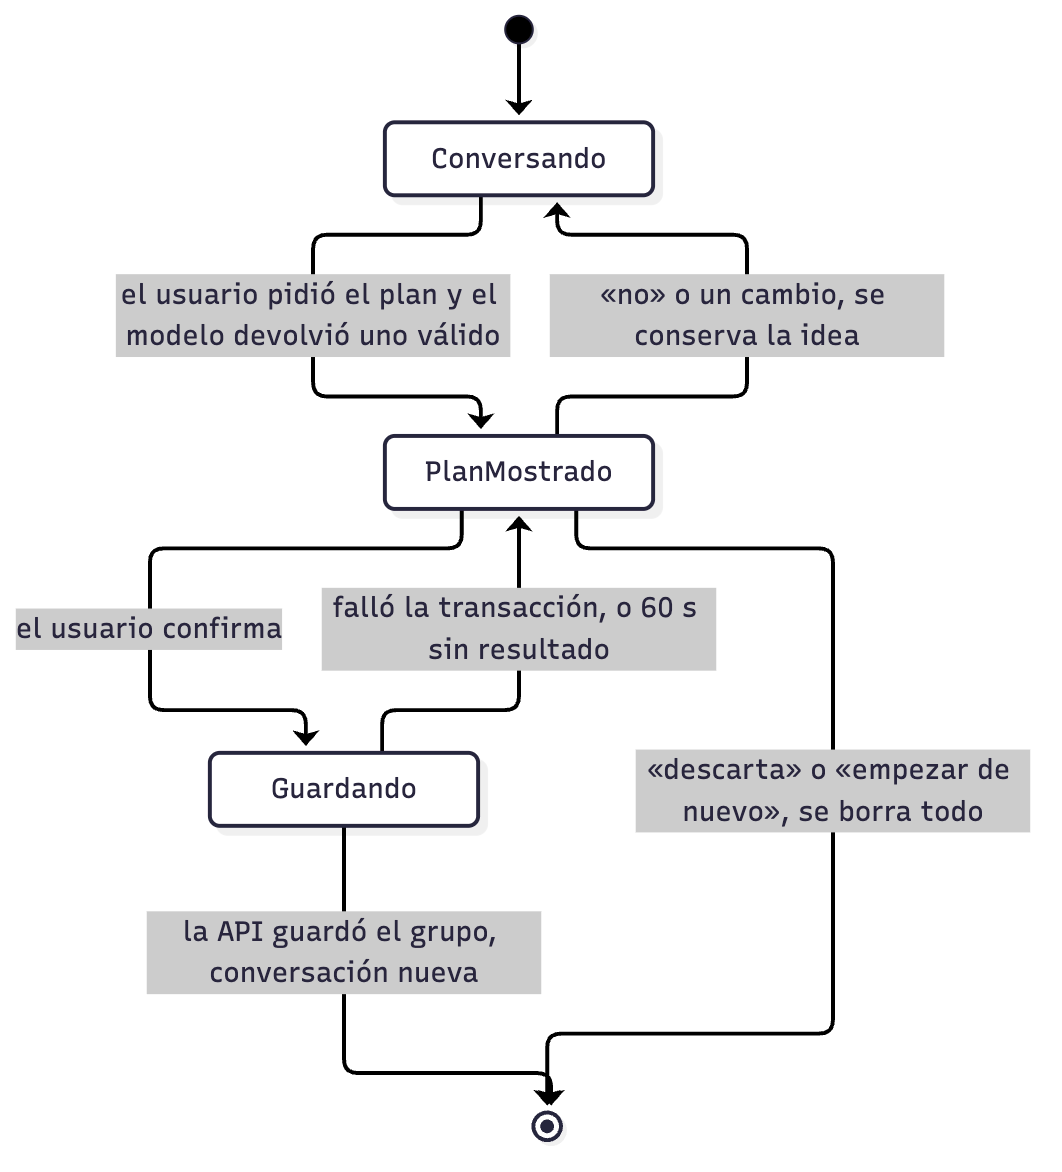 Conversando
el usuario pidió el plan y el
modelo devolvió uno válido
«no» o un cambio, se
conserva la idea
PlanMostrado
el usuario confirma
falló la transacción, o 60 s
sin resultado
Guardando
«descarta» o «empezar de
nuevo», se borra todo
la API guardó el grupo,
conversación nueva